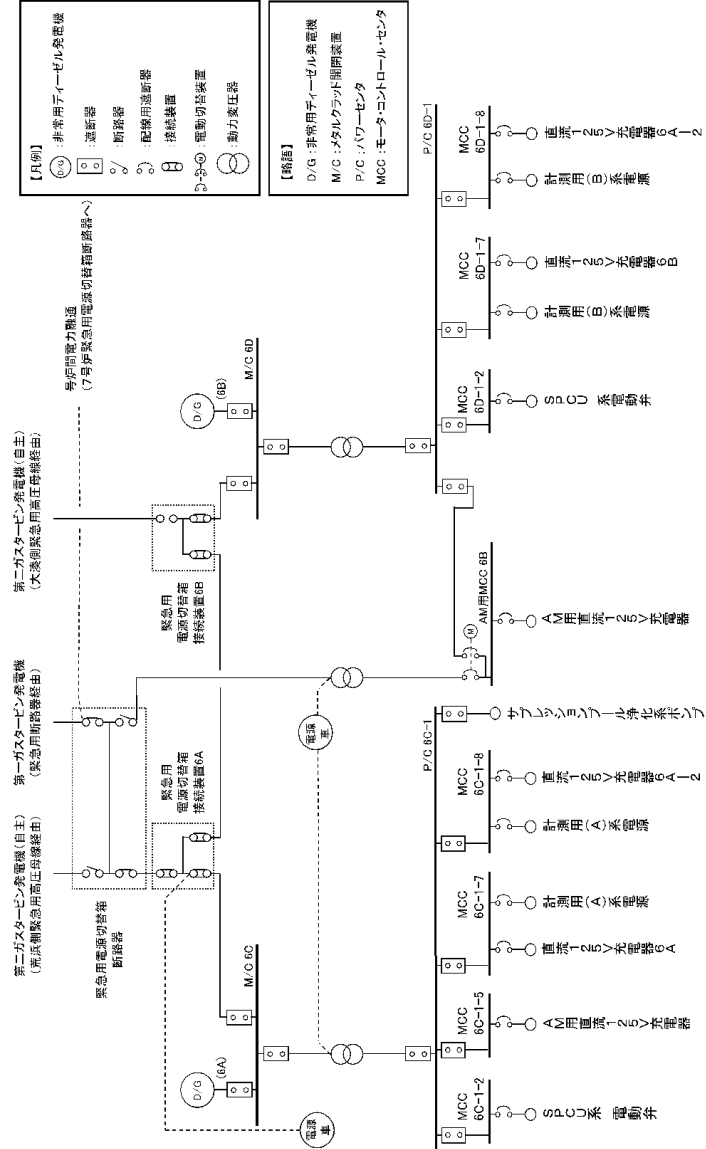 【凡例】
D/G :非常用ディーゼル発電機
:遮断器
:断路器
:配線用遮断器
:接続装置
M :電動切替装置
:動力変圧器
【略語】
D/G :非常用ディーゼル発電機
M/C :メタルクラッド開閉装置
P/C :パワーセンタ
MCC :モータ・コントロール・センタ
第二ガスタービン発電機(自主)
(荒浜側緊急用高圧母線経由)
第一ガスタービン発電機
(緊急用断路器経由)
第二ガスタービン発電機(自主)
(大湊側緊急用高圧母線経由)
号炉間電力融通
(7号炉緊急用電源切替箱断路器へ)
緊急用電源切替箱
断路器
緊急用
電源切替箱
接続装置6A
緊急用
電源切替箱
接続装置6B
D/G
(6A)
M/C 6C
D/G
(6B)
M/C 6D
電源
車
電源
車
P/C 6C-1
AM用MCC 6B
M
P/C 6D-1
MCC
6C-1-2
MCC
6C-1-5
MCC
6C-1-7
MCC
6C-1-8
MCC
6D-1-2
MCC
6D-1-7
MCC
6D-1-8
SPCU系 電動弁
AM用直流125V充電器
直流125V充電器6A
計測用(A)系電源
計測用(A)系電源
直流125V充電器6A-2
サプレッションプール浄化系ポンプ
AM用直流125V充電器
SPCU 系電動弁
計測用(B)系電源
直流125V充電器6B
計測用(B)系電源
直流125V充電器6A-2